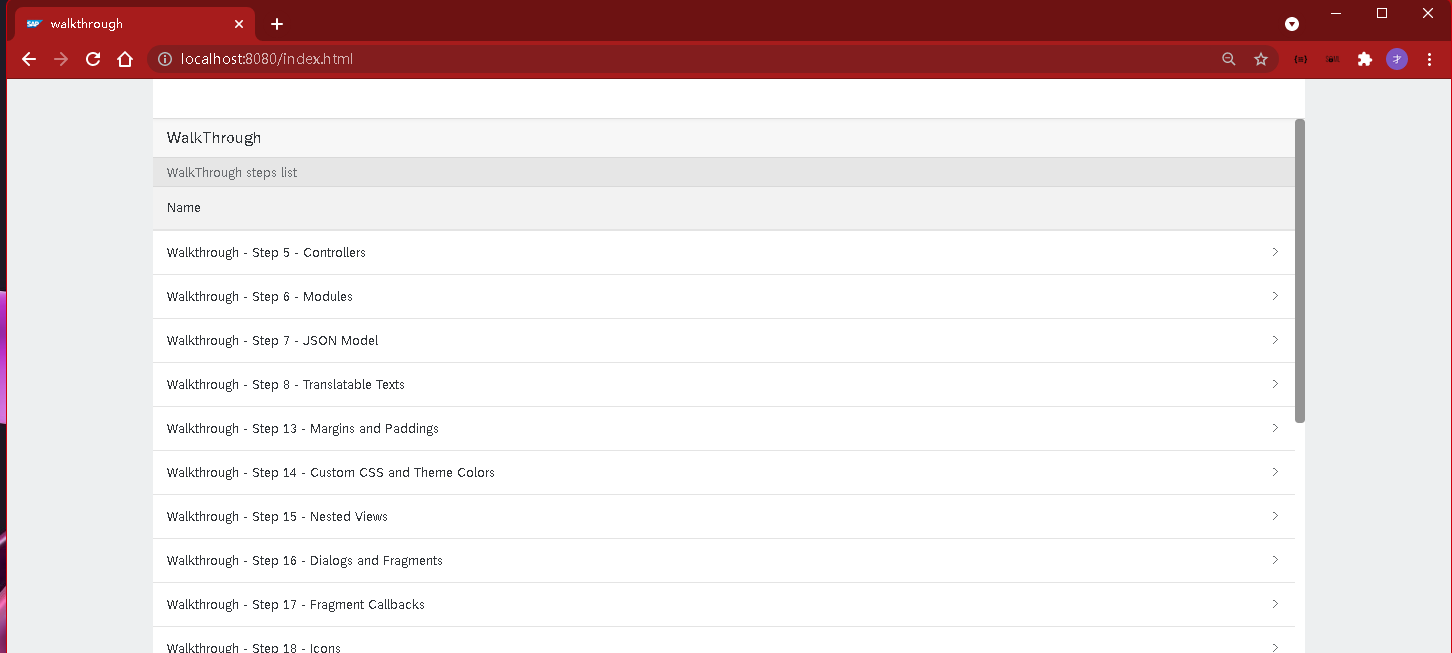 SAP walkthrough
localhost:8080/index.html
オ
WalkThrough
WalkThrough steps list
Name
Walkthrough - Step 5 - Controllers
Walkthrough - Step 6 - Modules
Walkthrough - Step 7 - JSON Model
Walkthrough - Step 8 - Translatable Texts
Walkthrough - Step 13 - Margins and Paddings
Walkthrough - Step 14 - Custom CSS and Theme Colors
Walkthrough - Step 15 - Nested Views
Walkthrough - Step 16 - Dialogs and Fragments
Walkthrough - Step 17 - Fragment Callbacks
Walkthrough - Step 18 - Icons